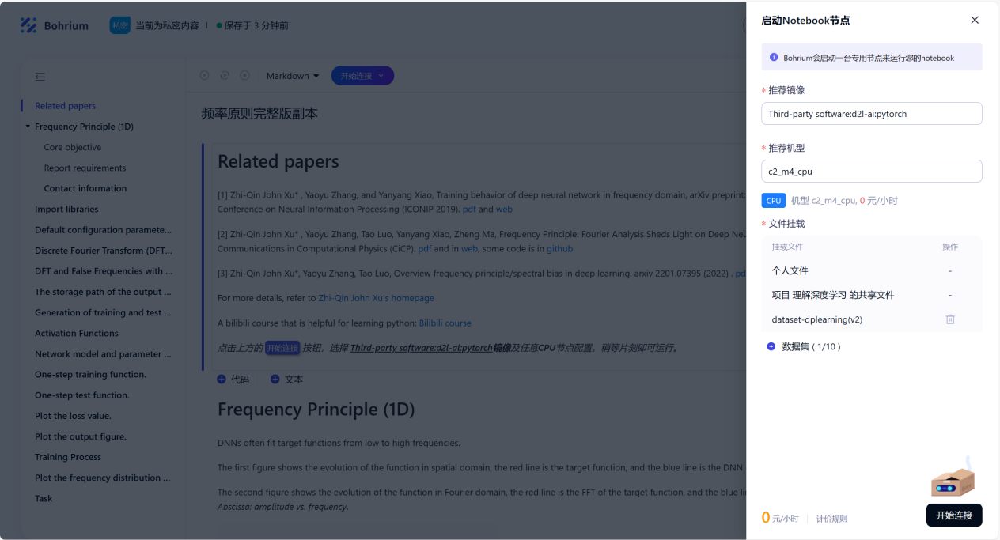 Bohrium
私密 当前为私密内容 保存于 3 分钟前
Markdown 开始连接
Related papers
Frequency Principle (1D)
Core objective
Report requirements
Contact information
Import libraries
Default configuration paramete...
Discrete Fourier Transform (DFT...
DFT and False Frequencies with ...
The storage path of the output ...
Generation of training and test ...
Activation Functions
Network model and parameter ...
One-step training function.
One-step test function.
Plot the loss value.
Plot the output figure.
Training Process
Plot the frequency distribution ...
Task
频率原则完整版副本
Related papers
[1] Zhi-Qin John Xu* , Yaoyu Zhang, and Yanyang Xiao, Training behavior of deep neural network in frequency domain, arXiv preprint:
Conference on Neural Information Processing (ICONIP 2019). pdf and web
[2] Zhi-Qin John Xu* , Yaoyu Zhang, Tao Luo, Yanyang Xiao, Zheng Ma, Frequency Principle: Fourier Analysis Sheds Light on Deep Neu
Communications in Computational Physics (CiCP). pdf and in web, some code is in github
[3] Zhi-Qin John Xu*, Yaoyu Zhang, Tao Luo, Overview frequency principle/spectral bias in deep learning. arxiv 2201.07395 (2022) . pd
For more details, refer to Zhi-Qin John Xu's homepage
A bilibili course that is helpful for learning python: Bilibili course
点击上方的 开始连接 按钮，选择 Third-party software:d2l-ai:pytorch镜像及任意CPU节点配置，稍等片刻即可运行。
代码 文本
Frequency Principle (1D)
DNNs often fit target functions from low to high frequencies.
The first figure shows the evolution of the function in spatial domain, the red line is the target function, and the blue line is the DNN
The second figure shows the evolution of the function in Fourier domain, the red line is the FFT of the target function, and the blue li
Abscissa: amplitude vs. frequency.
启动Notebook节点
Bohrium会启动一台专用节点来运行您的notebook
* 推荐镜像
Third-party software:d2l-ai:pytorch
* 推荐机型
c2_m4_cpu
CPU 机型 c2_m4_cpu, 0 元/小时
* 文件挂载
挂载文件 操作
个人文件 -
项目 理解深度学习 的共享文件 -
dataset-dplearning(v2)
数据集 ( 1/10 )
0 元/小时 计价规则 开始连接